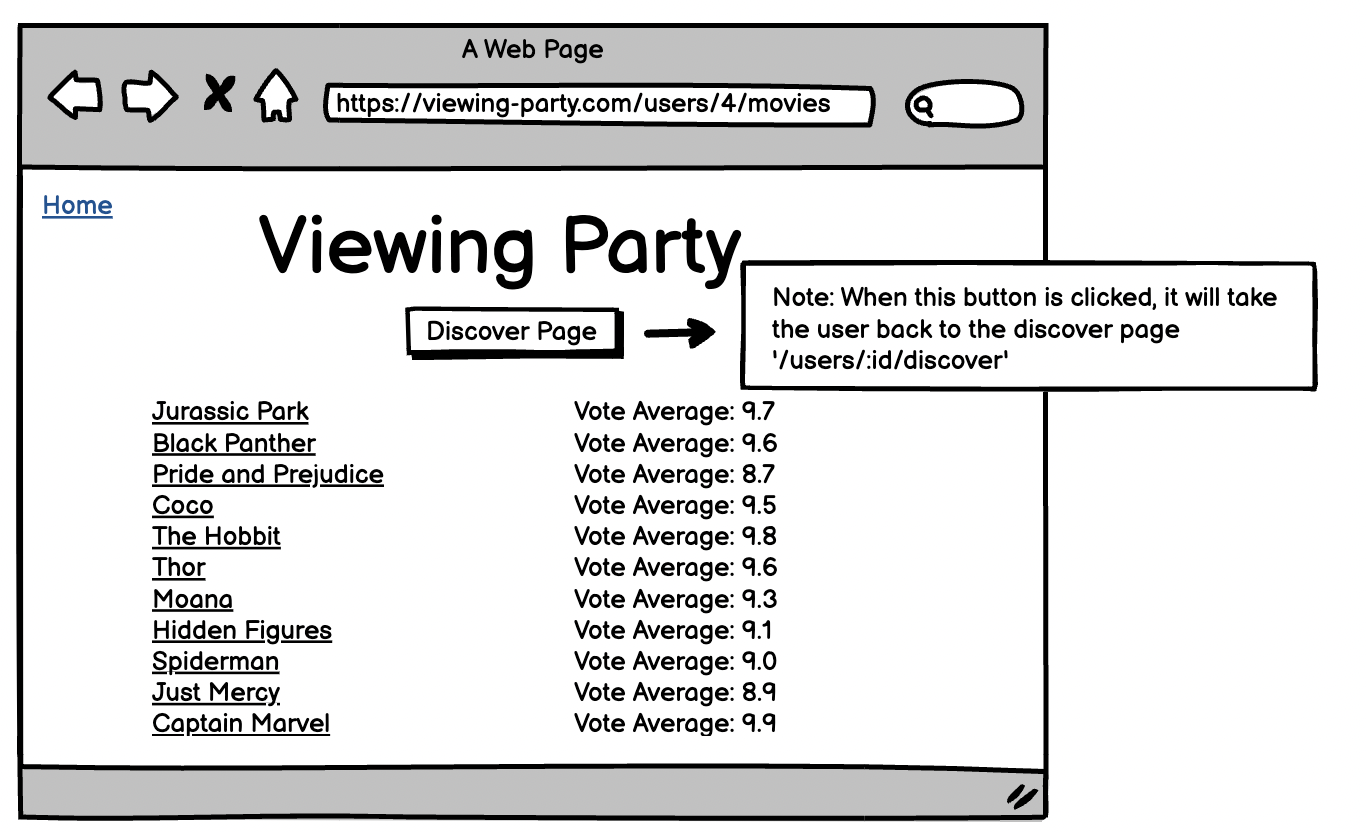 A Web Page
https://viewing-party.com/users/4/movies
Home
Viewing Party
Discover Page
Note: When this button is clicked, it will take
the user back to the discover page
'/users/:id/discover'
Jurassic Park Vote Average: 9.7
Black Panther Vote Average: 9.6
Pride and Prejudice Vote Average: 8.7
Coco Vote Average: 9.5
The Hobbit Vote Average: 9.8
Thor Vote Average: 9.6
Moana Vote Average: 9.3
Hidden Figures Vote Average: 9.1
Spiderman Vote Average: 9.0
Just Mercy Vote Average: 8.9
Captain Marvel Vote Average: 9.9